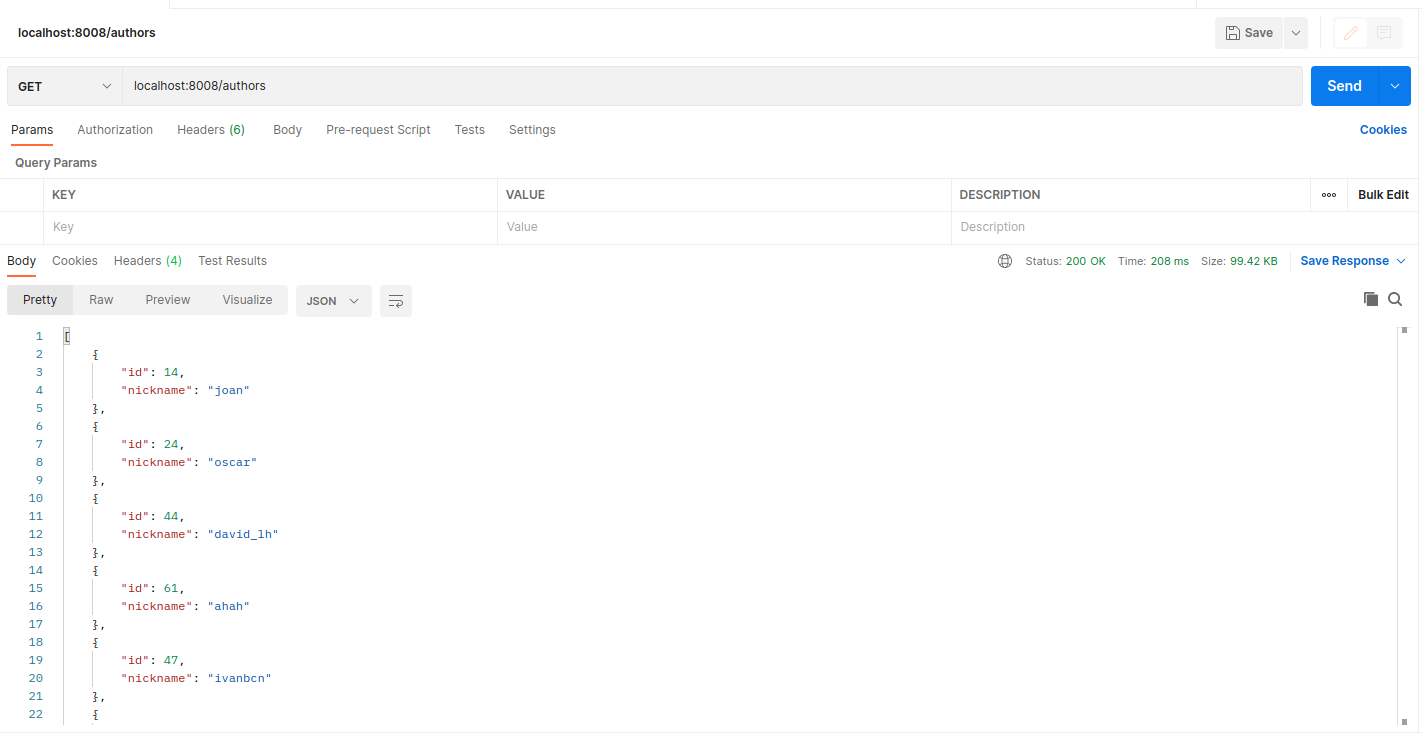 localhost:8008/authors
Save
GET localhost:8008/authors Send
Params Authorization Headers (6) Body Pre-request Script Tests Settings Cookies
Query Params
KEY VALUE DESCRIPTION ooo Bulk Edit
Key Value Description
Body Cookies Headers (4) Test Results Status: 200 OK Time: 208 ms Size: 99.42 KB Save Response
Pretty Raw Preview Visualize JSON
1 [
2 {
3 "id": 14,
4 "nickname": "joan"
5 },
6 {
7 "id": 24,
8 "nickname": "oscar"
9 },
10 {
11 "id": 44,
12 "nickname": "david_lh"
13 },
14 {
15 "id": 61,
16 "nickname": "ahah"
17 },
18 {
19 "id": 47,
20 "nickname": "ivanbcn"
21 },
22 {